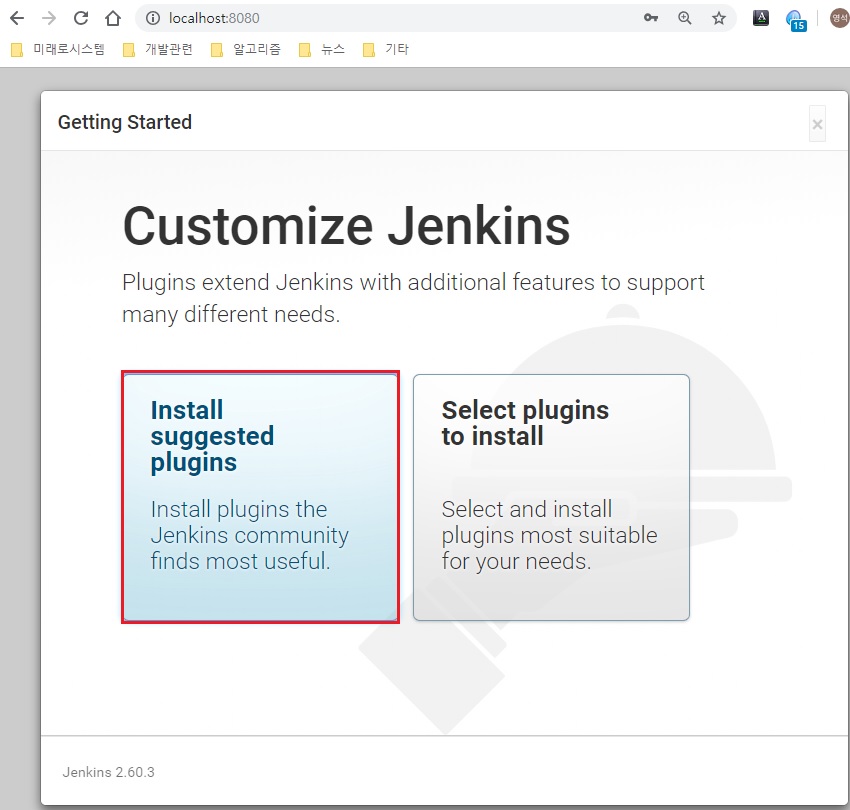 localhost:8080
A
15
영석
미래로시스템 개발관련 알고리즘 뉴스 기타
Getting Started
×
Customize Jenkins
Plugins extend Jenkins with additional features to support
many different needs.
Install
suggested
plugins
Install plugins the
Jenkins community
finds most useful.
Select plugins
to install
Select and install
plugins most suitable
for your needs.
Jenkins 2.60.3